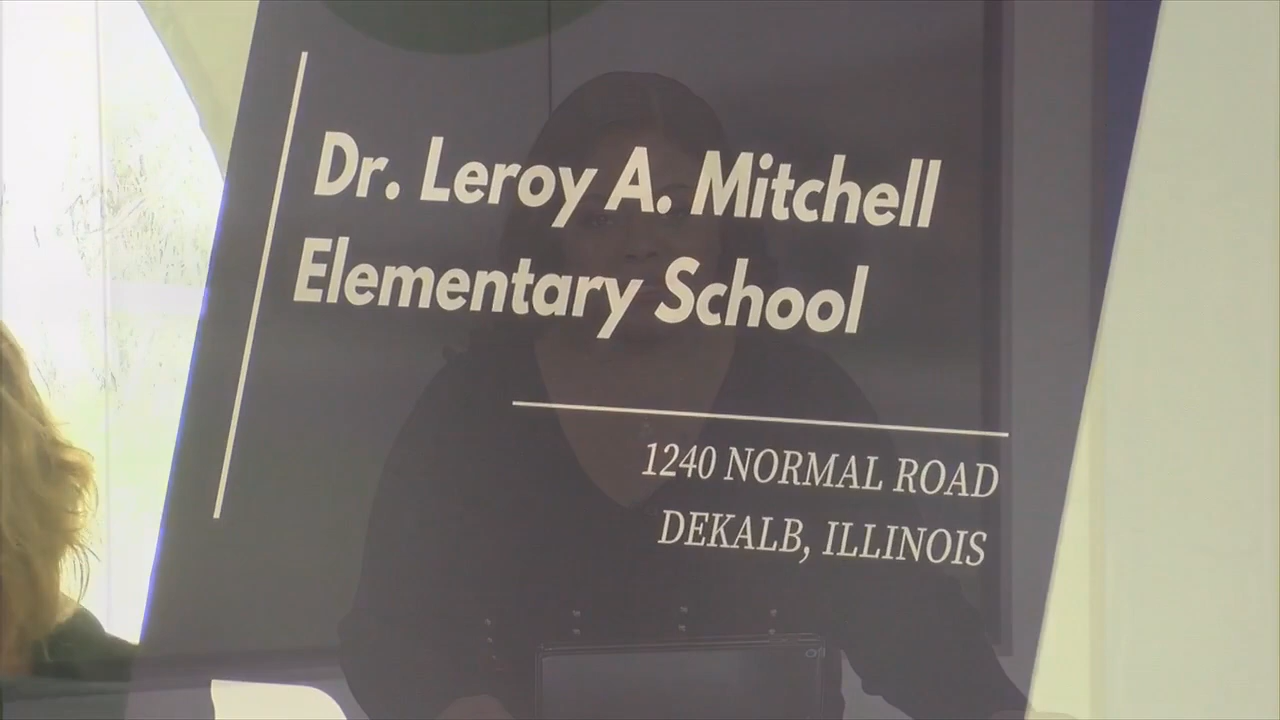 Dr. Leroy A. Mitchell
Elementary School
1240 NORMAL ROAD
DEKALB, ILLINOIS